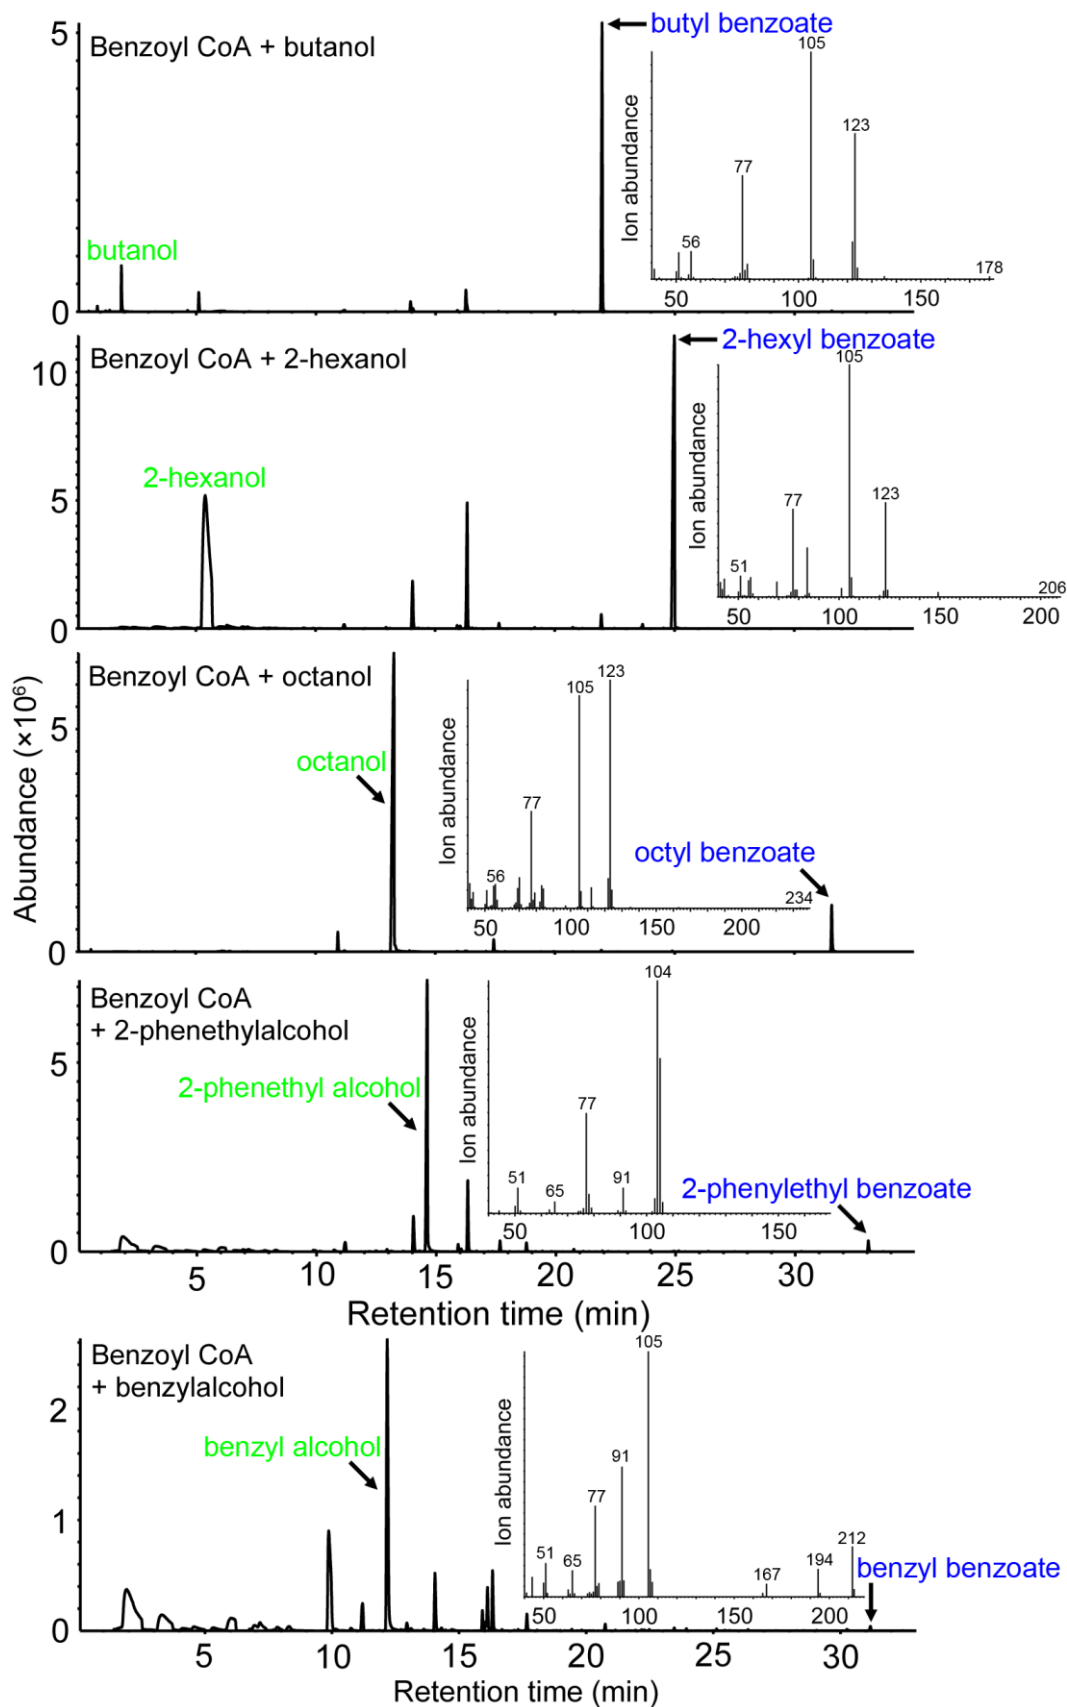 butyl benzoate
Benzoyl CoA + butanol
5
0
butanol
Ion abundance
105
123
77
56
178
50
100
150
Benzoyl CoA + 2-hexanol
2-hexyl benzoate
10
5
0
2-hexanol
Ion abundance
105
123
77
51
206
50
100
150
200
Abundance (×10⁶)
Benzoyl CoA + octanol
5
0
octanol
Ion abundance
105
123
77
56
234
50
100
150
200
octyl benzoate
Benzoyl CoA
+ 2-phenethylalcohol
5
0
2-phenethyl alcohol
Ion abundance
104
77
51
65
91
50
100
150
2-phenylethyl benzoate
5
10
15
20
25
30
Retention time (min)
Benzoyl CoA
+ benzylalcohol
2
1
0
benzyl alcohol
Ion abundance
105
91
77
51
65
167
194
212
50
100
150
200
benzyl benzoate
5
10
15
20
25
30
Retention time (min)